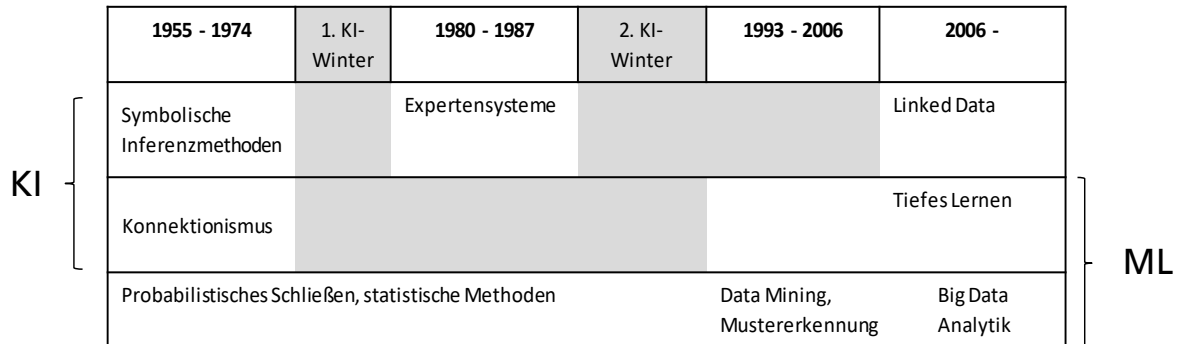 1955 - 1974
1. KI-
Winter
1980 - 1987
2. KI-
Winter
1993 - 2006
2006 -
KI
Symbolische
Inferenzmethoden
Expertensysteme
Linked Data
Konnektionismus
Tiefes Lernen
ML
Probabilistisches Schließen, statistische Methoden
Data Mining,
Mustererkennung
Big Data
Analytik